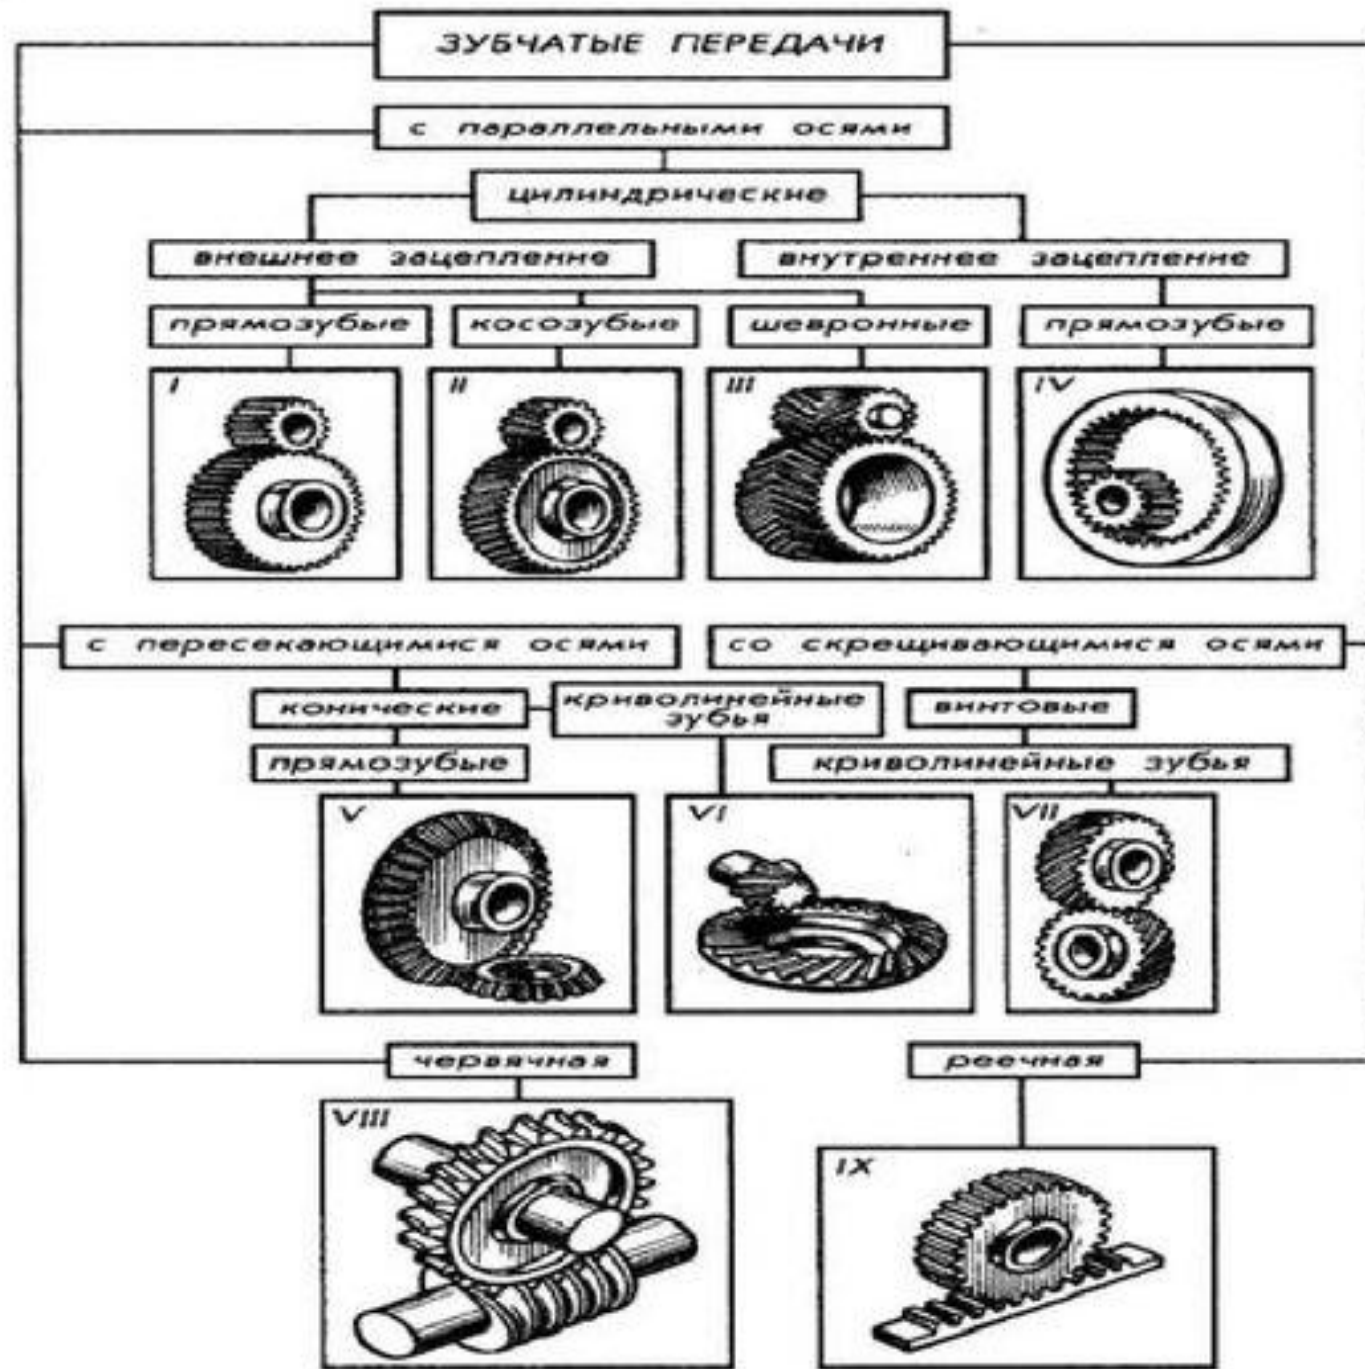 ЗУБЧАТЫЕ ПЕРЕДАЧИ
с параллельными осями
цилиндрические
внешнее зацепление
внутреннее зацепление
прямозубые
косозубые
шевронные
прямозубые
I
II
III
IV
с пересекающимися осями
со скрещивающимися осями
конические
криволинейные
зубья
винтовые
прямозубые
криволинейные зубья
V
VI
VII
червячная
реечная
VIII
IX